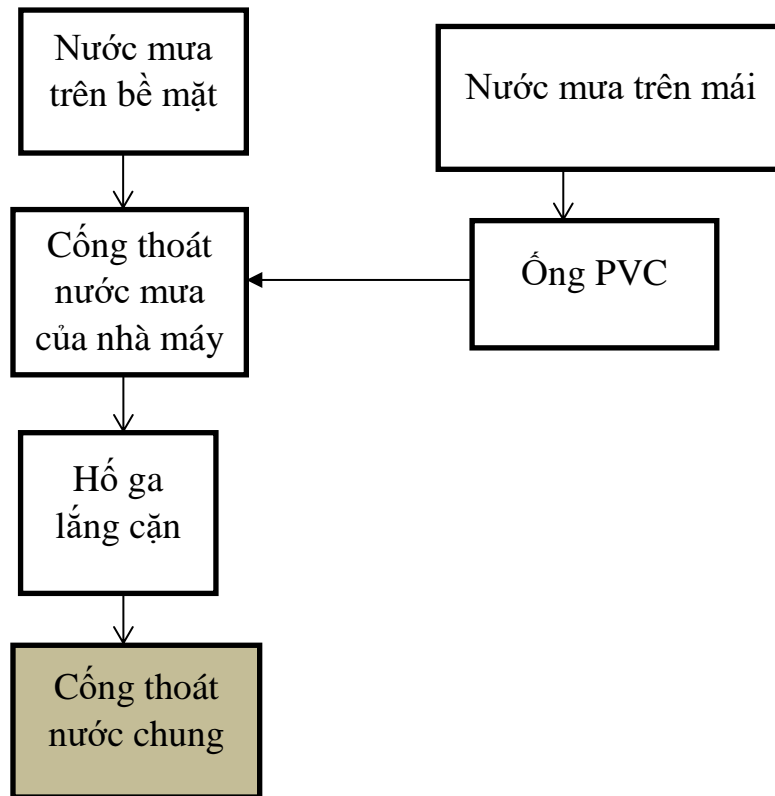 Nước mưa
trên bề mặt
Nước mưa trên mái
Cống thoát
nước mưa
của nhà máy
Ống PVC
Hố ga
lắng cặn
Cống thoát
nước chung